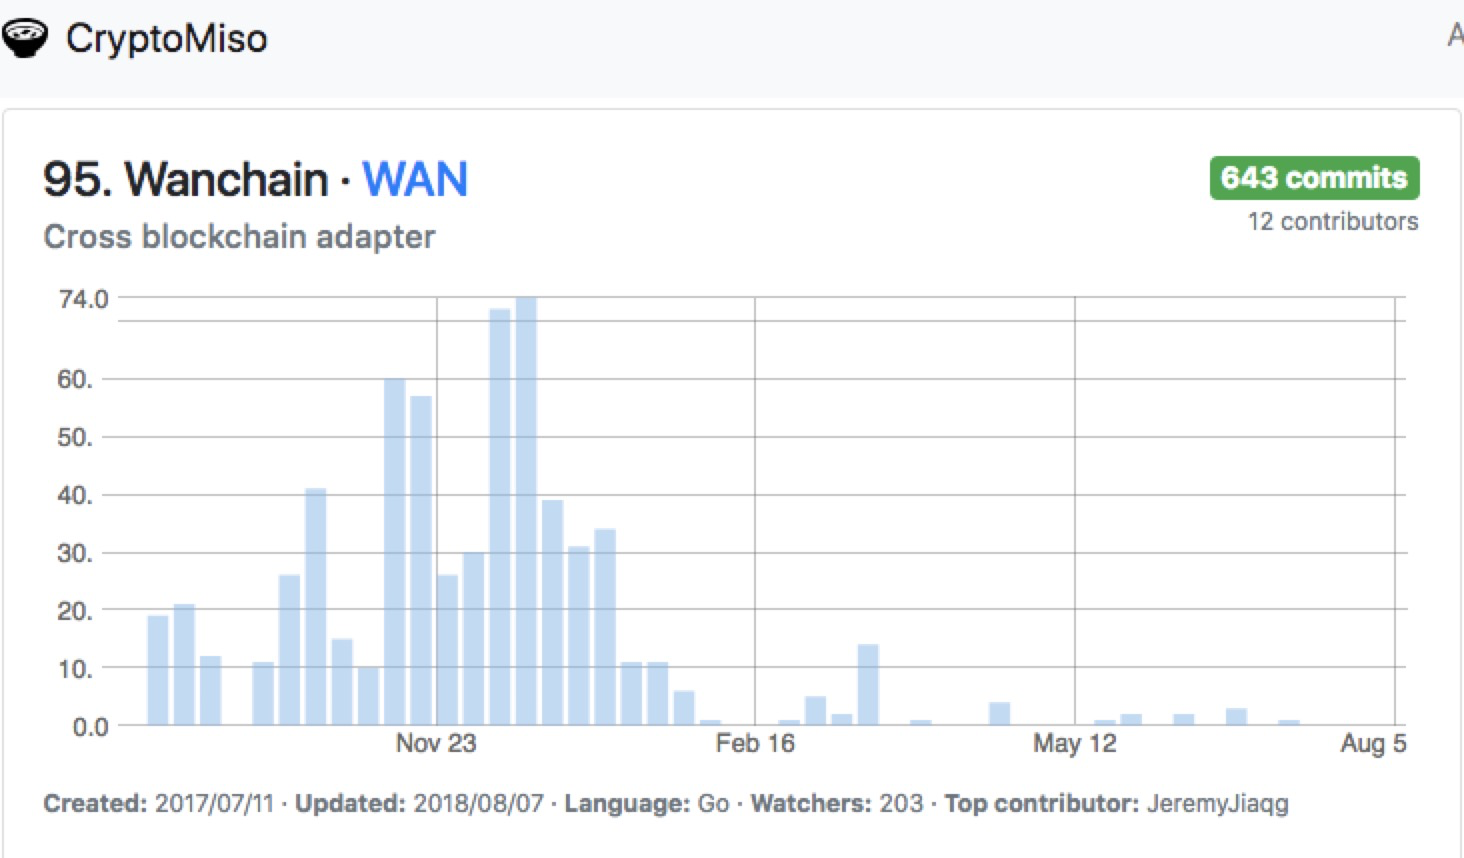 CryptoMiso
A
95. Wanchain · WAN
643 commits
12 contributors
Cross blockchain adapter
74.0
60.
50.
40.
30.
20.
10.
0.0
Nov 23 Feb 16 May 12 Aug 5
Created: 2017/07/11 · Updated: 2018/08/07 · Language: Go · Watchers: 203 · Top contributor: JeremyJiaqg